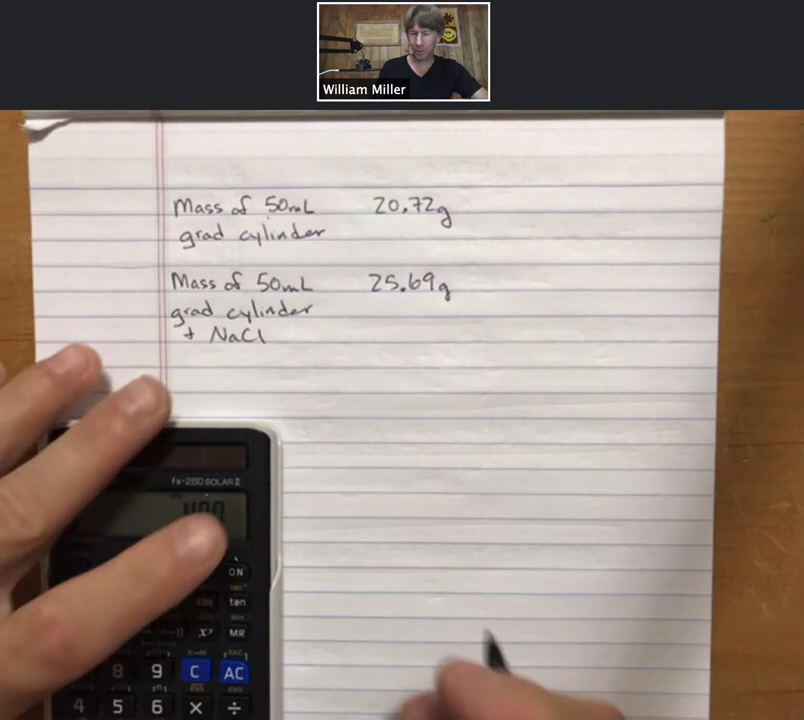 William Miller
Mass of 50mL 20.72g
grad cylinder
Mass of 50mL 25.69g
grad cylinder
+ NaCl
fx-260 SOLAR II
ON
tan
MR
8 9 C AC
4 5 6 × ÷